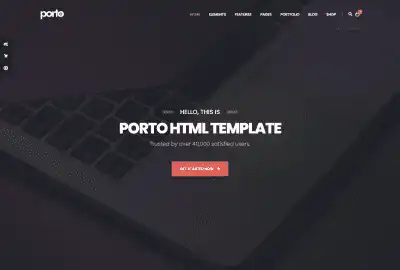 porto
HOME ELEMENTS FEATURES PAGES PORTFOLIO BLOG SHOP
HELLO, THIS IS
PORTO HTML TEMPLATE
Trusted by over 40,000 satisfied users.
GET STARTED NOW